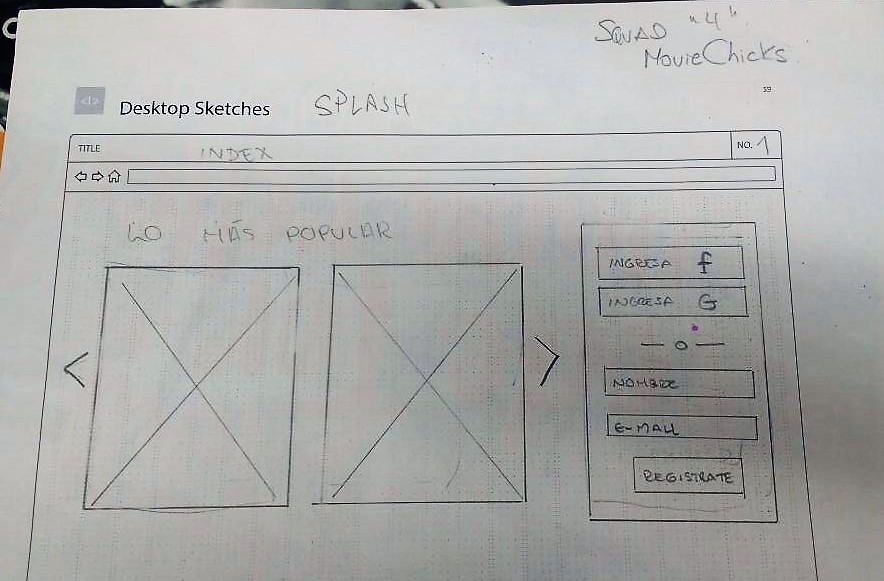 SQUAD "4"
MovieChicks
59
</> Desktop Sketches SPLASH
TITLE INDEX NO. 1
LO MÁS POPULAR
INGRESA f
INGRESA G
— o —
NOMBRE
E-MAIL
REGISTRATE
< >